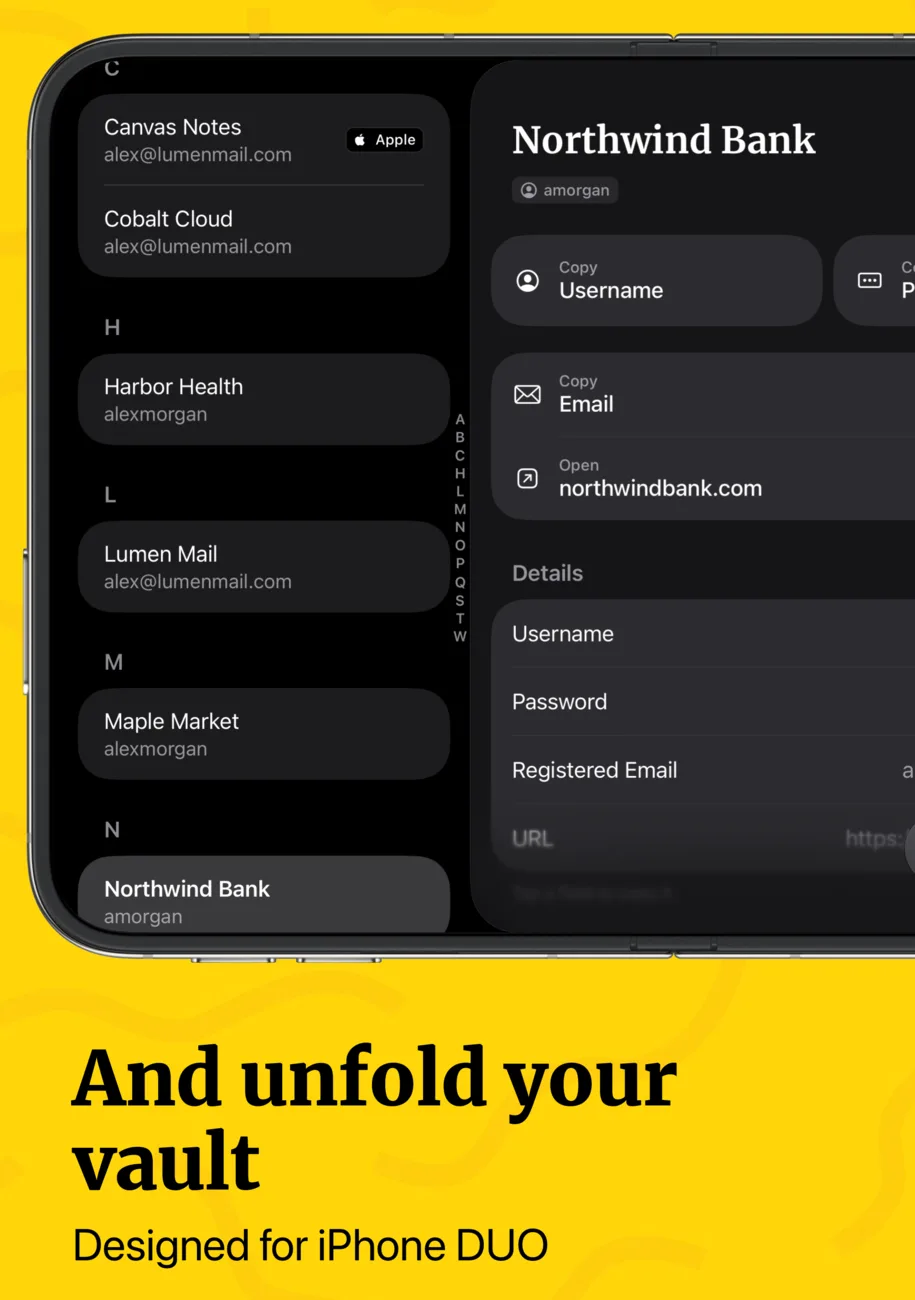 C
Canvas Notes
alex@lumenmail.com
Apple
Cobalt Cloud
alex@lumenmail.com
H
Harbor Health
alexmorgan
L
Lumen Mail
alex@lumenmail.com
M
Maple Market
alexmorgan
N
Northwind Bank
amorgan
A
B
C
H
L
M
N
O
P
Q
S
T
W
Northwind Bank
amorgan
Copy
Username
Co
P
Copy
Email
Open
northwindbank.com
Details
Username
Password
Registered Email
a
URL
https:/
And unfold your
vault
Designed for iPhone DUO